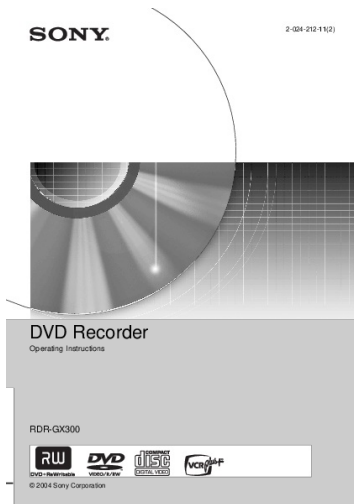 SONY.
2-024-212-11(2)
DVD Recorder
Operating Instructions
RDR-GX300
RW
DVD+ReWritable
DVD
VIDEO/R/RW
COMPACT
disc
DIGITAL VIDEO
VCR plus+
© 2004 Sony Corporation